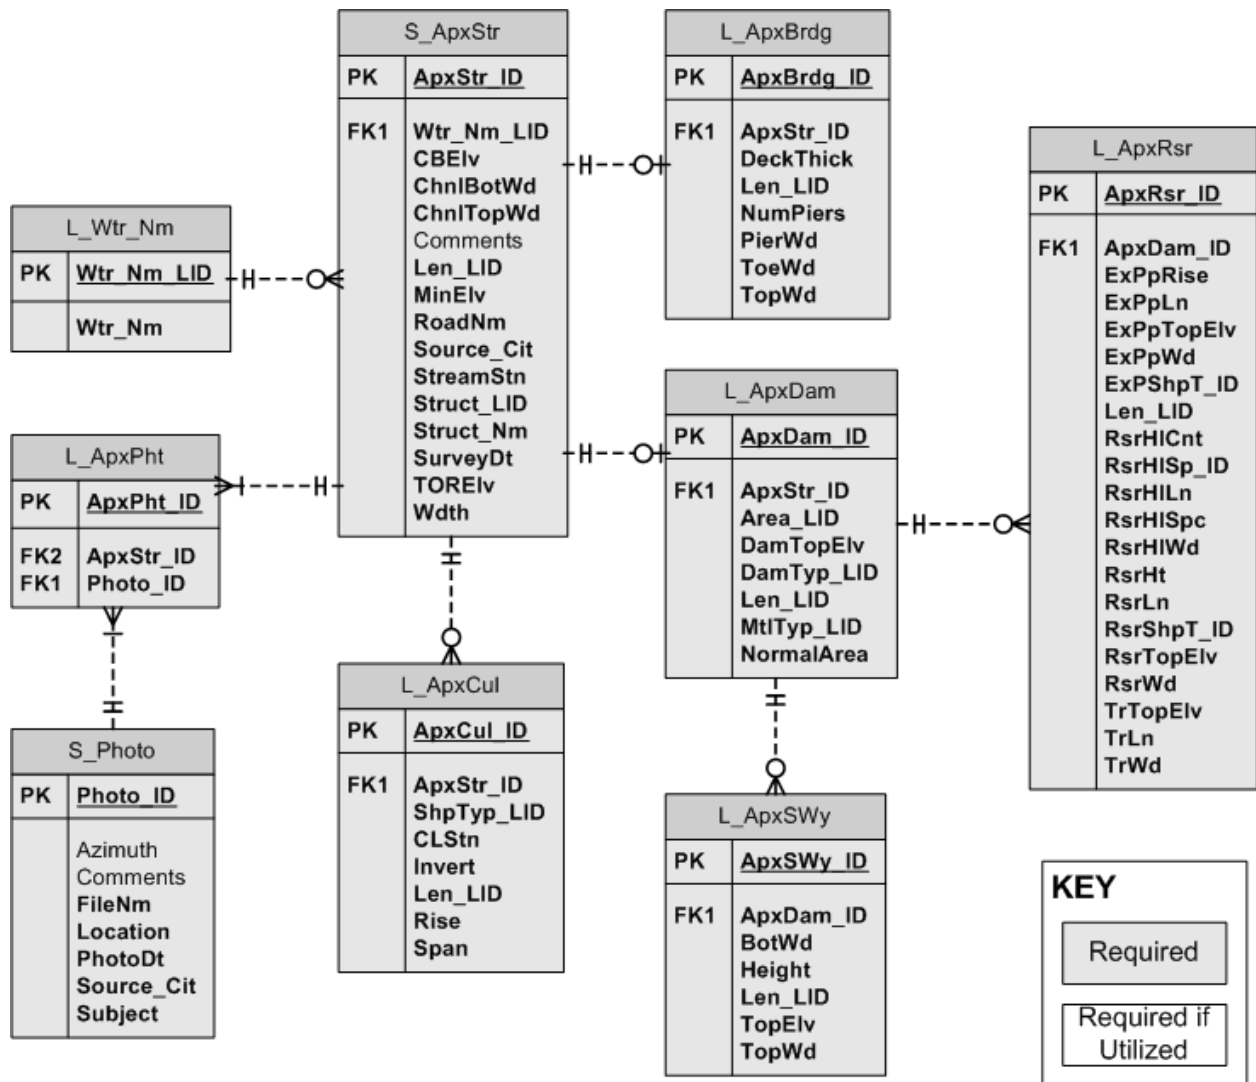 S_ApxStr
PK ApxStr_ID
FK1 Wtr_Nm_LID
CBElv
ChnlBotWd
ChnlTopWd
Comments
Len_LID
MinElv
RoadNm
Source_Cit
StreamStn
Struct_LID
Struct_Nm
SurveyDt
TORElv
Wdth
L_ApxBrdg
PK ApxBrdg_ID
FK1 ApxStr_ID
DeckThick
Len_LID
NumPiers
PierWd
ToeWd
TopWd
L_ApxRsr
PK ApxRsr_ID
FK1 ApxDam_ID
ExPpRise
ExPpLn
ExPpTopElv
ExPpWd
ExPShpT_ID
Len_LID
RsrHlCnt
RsrHlSp_ID
RsrHlLn
RsrHlSpc
RsrHlWd
RsrHt
RsrLn
RsrShpT_ID
RsrTopElv
RsrWd
TrTopElv
TrLn
TrWd
L_Wtr_Nm
PK Wtr_Nm_LID
Wtr_Nm
L_ApxDam
PK ApxDam_ID
FK1 ApxStr_ID
Area_LID
DamTopElv
DamTyp_LID
Len_LID
MtlTyp_LID
NormalArea
L_ApxPht
PK ApxPht_ID
FK2 ApxStr_ID
FK1 Photo_ID
L_ApxCul
PK ApxCul_ID
FK1 ApxStr_ID
ShpTyp_LID
CLStn
Invert
Len_LID
Rise
Span
S_Photo
PK Photo_ID
Azimuth
Comments
FileNm
Location
PhotoDt
Source_Cit
Subject
L_ApxSWy
PK ApxSWy_ID
FK1 ApxDam_ID
BotWd
Height
Len_LID
TopElv
TopWd
KEY
Required
Required if
Utilized